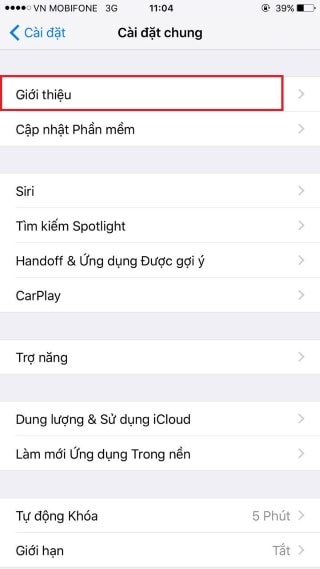 VN MOBIFONE 3G 11:04 39%
Cài đặt Cài đặt chung
Giới thiệu
Cập nhật Phần mềm
Siri
Tìm kiếm Spotlight
Handoff & Ứng dụng Được gợi ý
CarPlay
Trợ năng
Dung lượng & Sử dụng iCloud
Làm mới Ứng dụng Trong nền
Tự động Khóa 5 Phút
Giới hạn Tắt